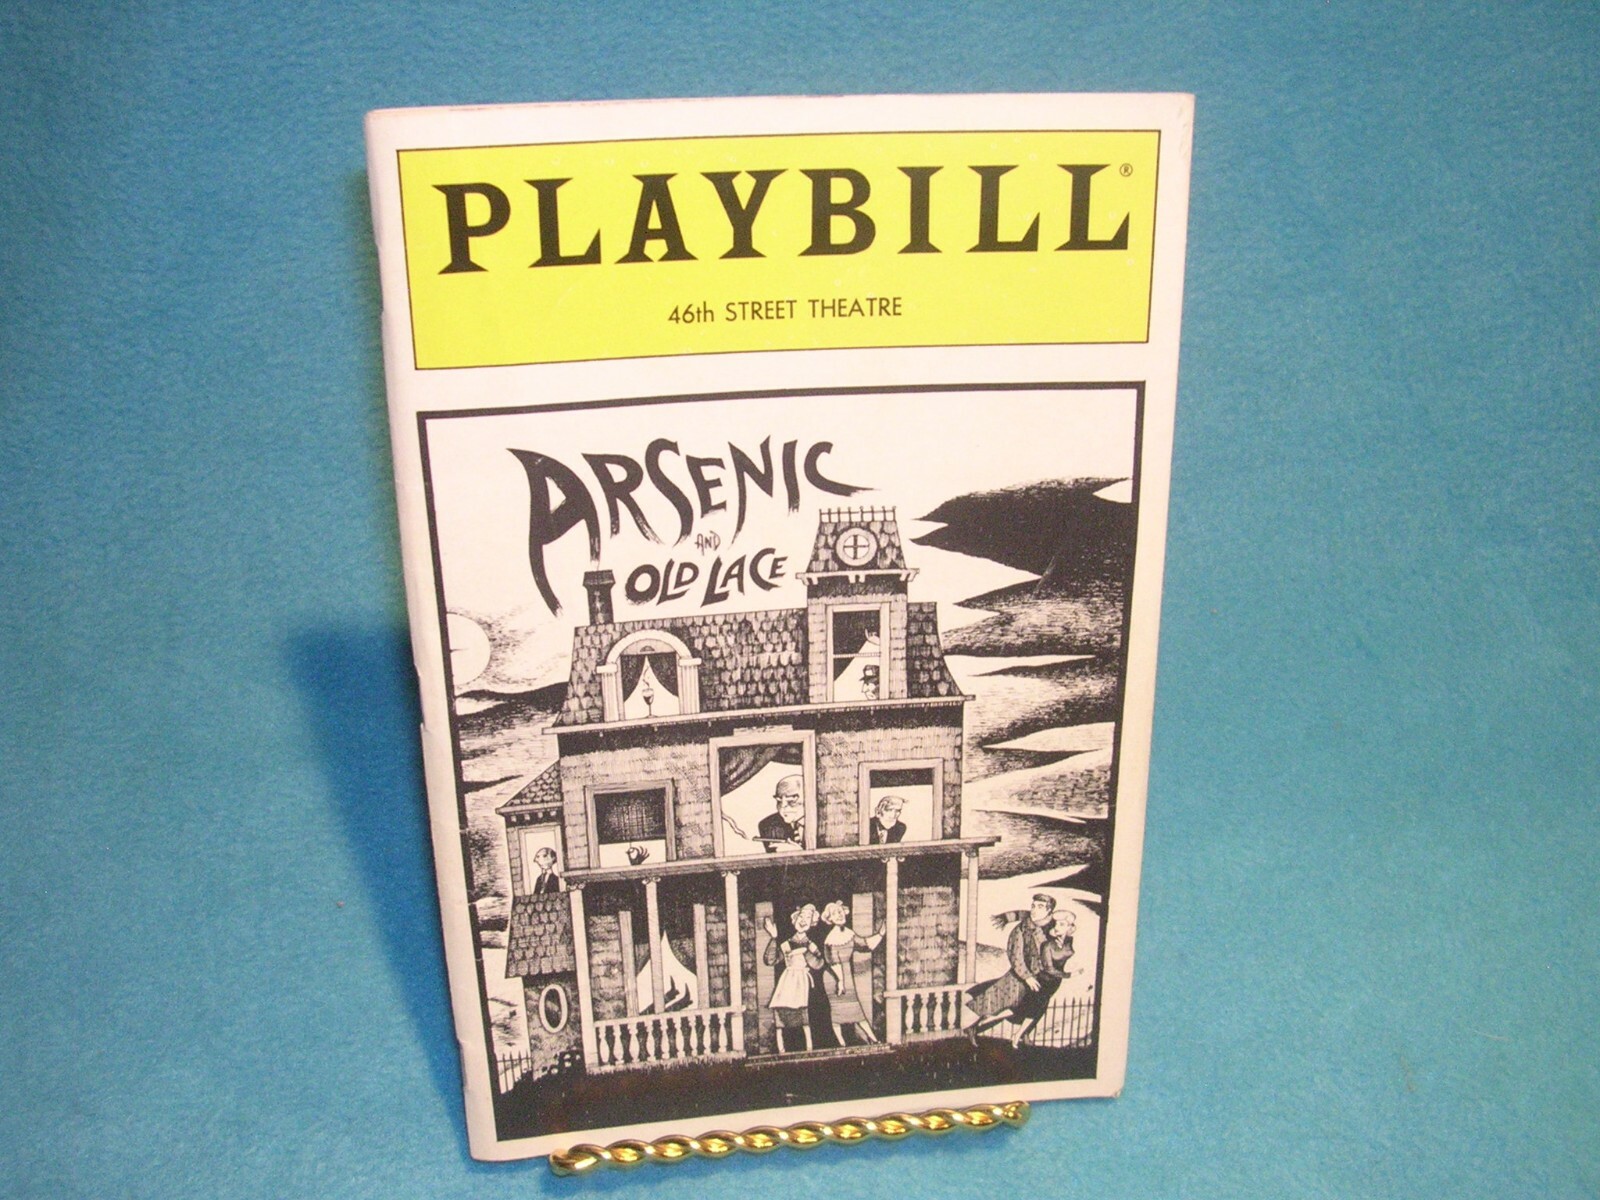 PLAYBILL®
46th STREET THEATRE
ARSENIC
AND
OLD LACE